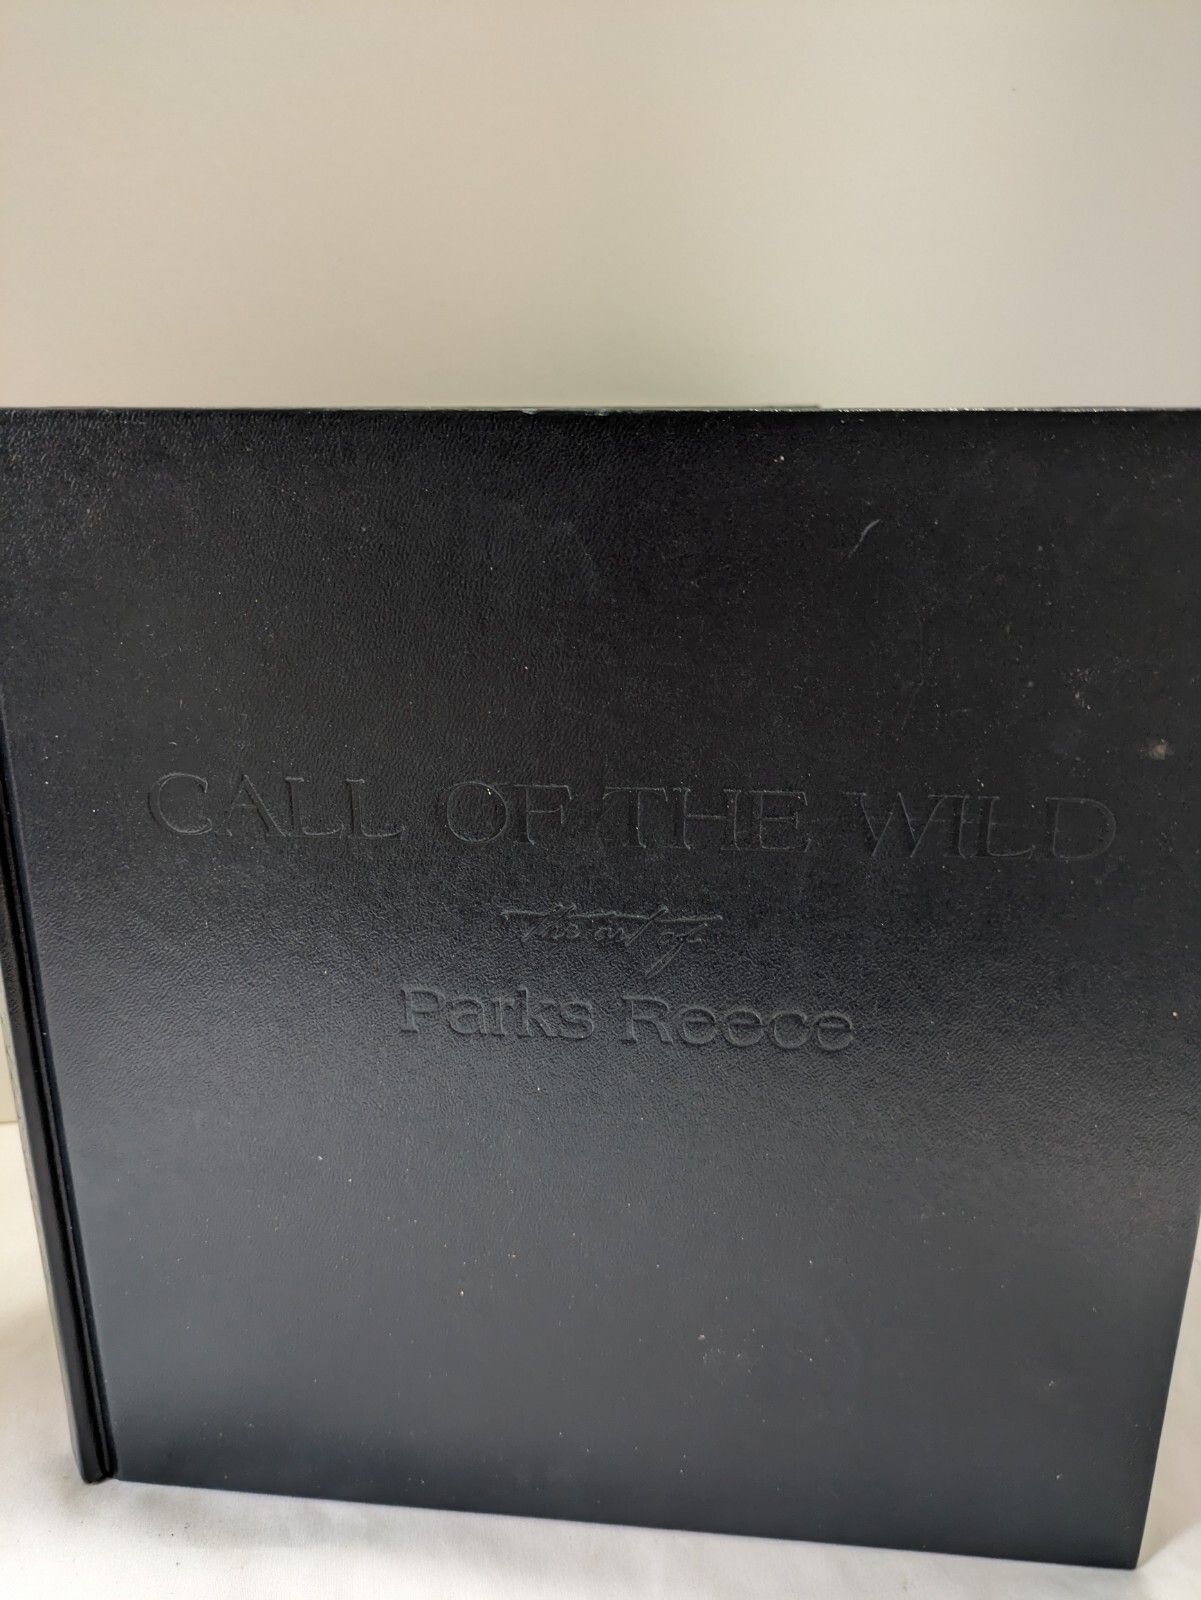 CALL OF THE WILD
the art of
Parks Reece